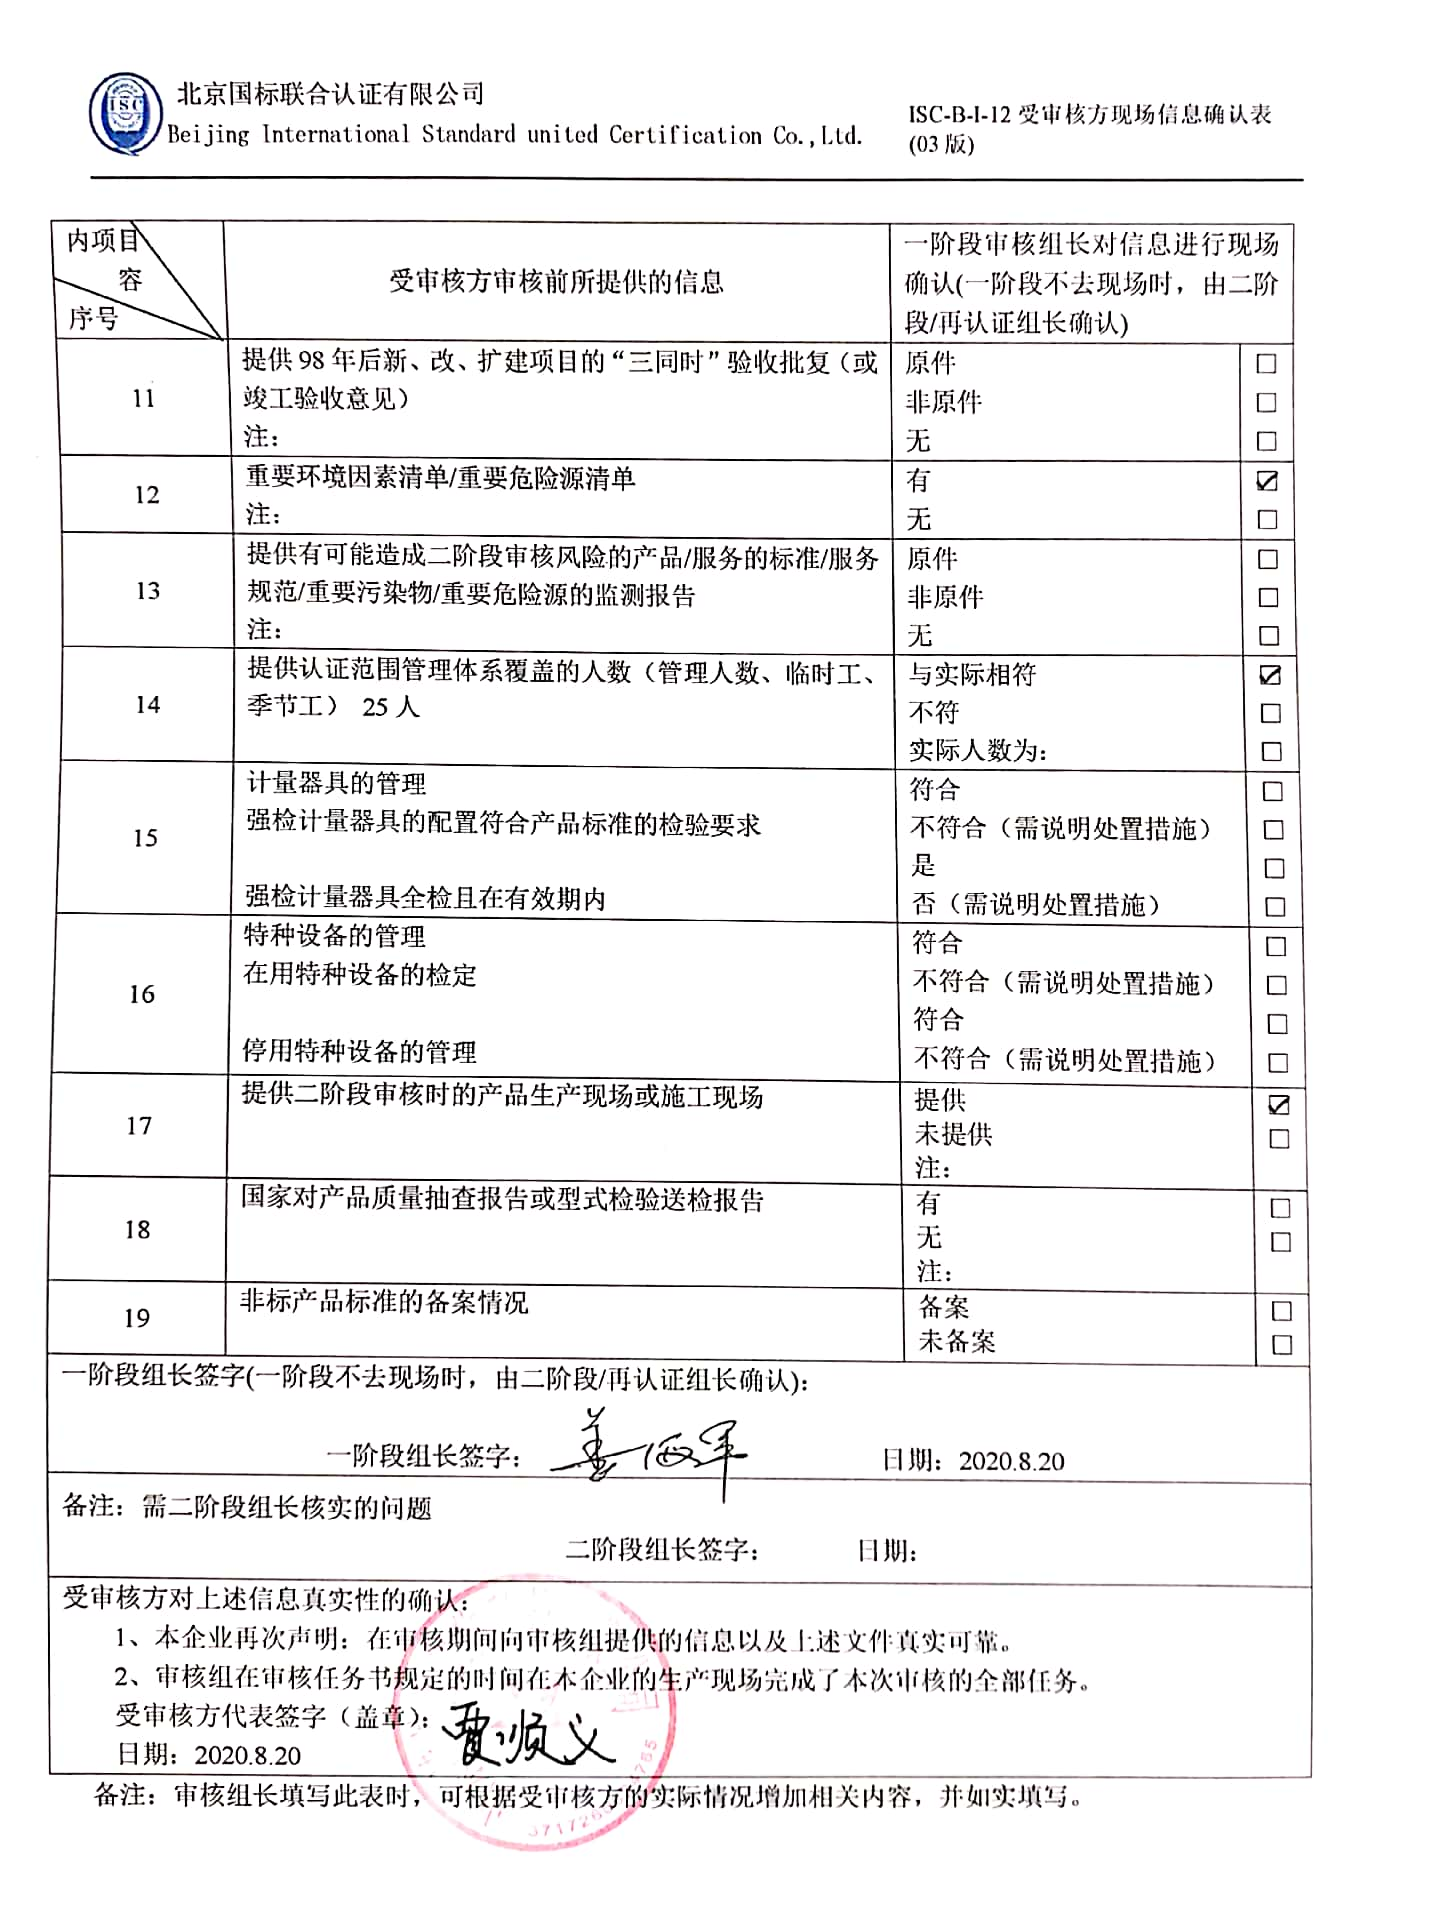 ISC
北京国标联合认证有限公司
Beijing International Standard united Certification Co.,Ltd.
ISC-B-I-12 受审核方现场信息确认表
(03 版)
内项目
容
序号
受审核方审核前所提供的信息
一阶段审核组长对信息进行现场
确认(一阶段不去现场时，由二阶
段/再认证组长确认)
11
提供 98 年后新、改、扩建项目的“三同时”验收批复（或
竣工验收意见）
注：
原件 □
非原件 □
无 □
12
重要环境因素清单/重要危险源清单
注：
有 ☑
无 □
13
提供有可能造成二阶段审核风险的产品/服务的标准/服务
规范/重要污染物/重要危险源的监测报告
注：
原件 □
非原件 □
无 □
14
提供认证范围管理体系覆盖的人数（管理人数、临时工、
季节工） 25 人
与实际相符 ☑
不符 □
实际人数为: □
15
计量器具的管理
强检计量器具的配置符合产品标准的检验要求
强检计量器具全检且在有效期内
符合 □
不符合（需说明处置措施） □
是 □
否（需说明处置措施） □
16
特种设备的管理
在用特种设备的检定
停用特种设备的管理
符合 □
不符合（需说明处置措施） □
符合 □
不符合（需说明处置措施） □
17
提供二阶段审核时的产品生产现场或施工现场
提供 ☑
未提供 □
注：
18
国家对产品质量抽查报告或型式检验送检报告
有 □
无 □
注：
19
非标产品标准的备案情况
备案 □
未备案 □
一阶段组长签字(一阶段不去现场时，由二阶段/再认证组长确认)：
一阶段组长签字： 姜海军 日期：2020.8.20
备注：需二阶段组长核实的问题
二阶段组长签字： 日期：
受审核方对上述信息真实性的确认：
1、本企业再次声明：在审核期间向审核组提供的信息以及上述文件真实可靠。
2、审核组在审核任务书规定的时间在本企业的生产现场完成了本次审核的全部任务。
受审核方代表签字（盖章）： 贾顺义
日期：2020.8.20
备注：审核组长填写此表时，可根据受审核方的实际情况增加相关内容，并如实填写。